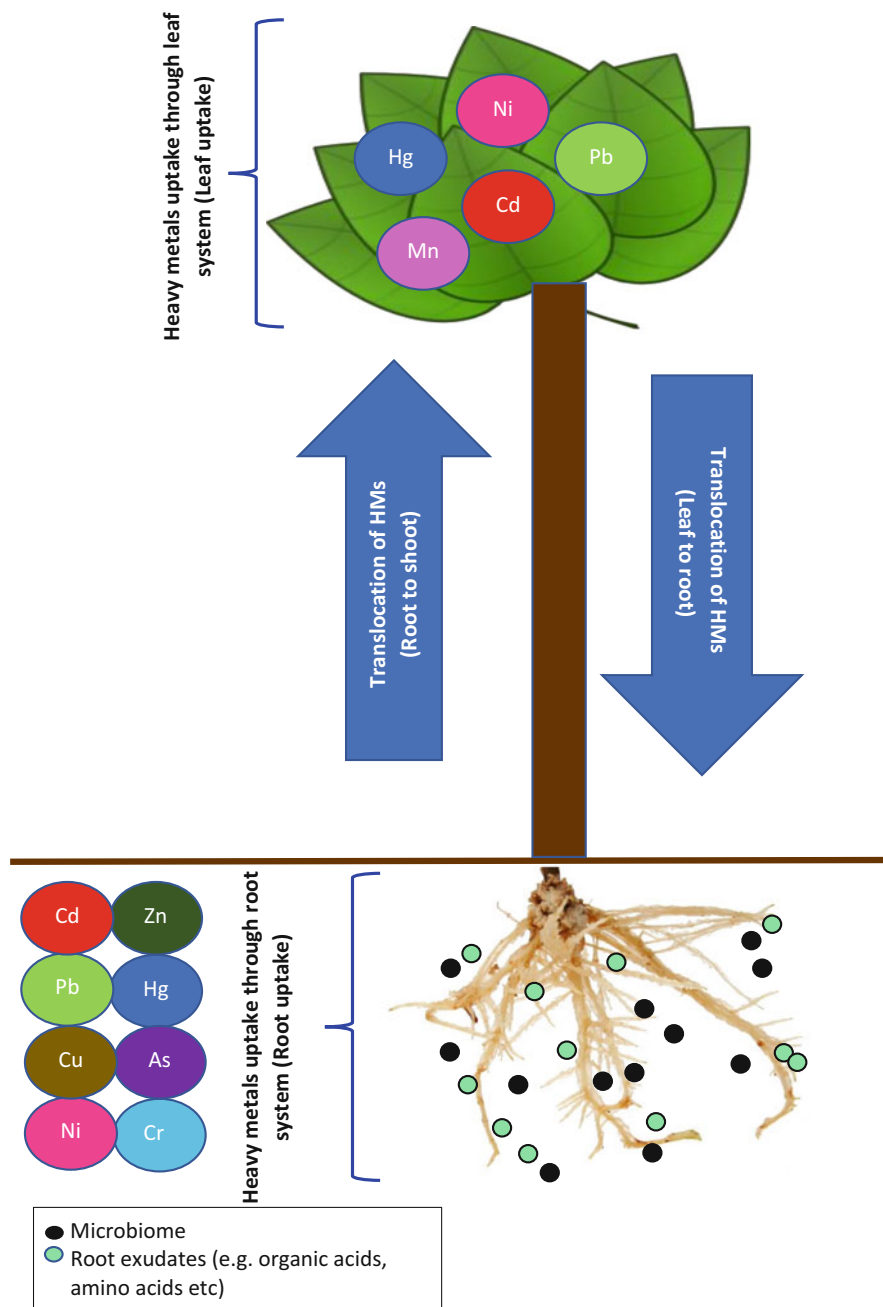 Heavy metals uptake through leaf
system (Leaf uptake)
Ni
Hg
Pb
Cd
Mn
Translocation of HMs
(Root to shoot)
Translocation of HMs
(Leaf to root)
Cd
Zn
Pb
Hg
Cu
As
Ni
Cr
Heavy metals uptake through root
system (Root uptake)
Microbiome
Root exudates (e.g. organic acids,
amino acids etc)